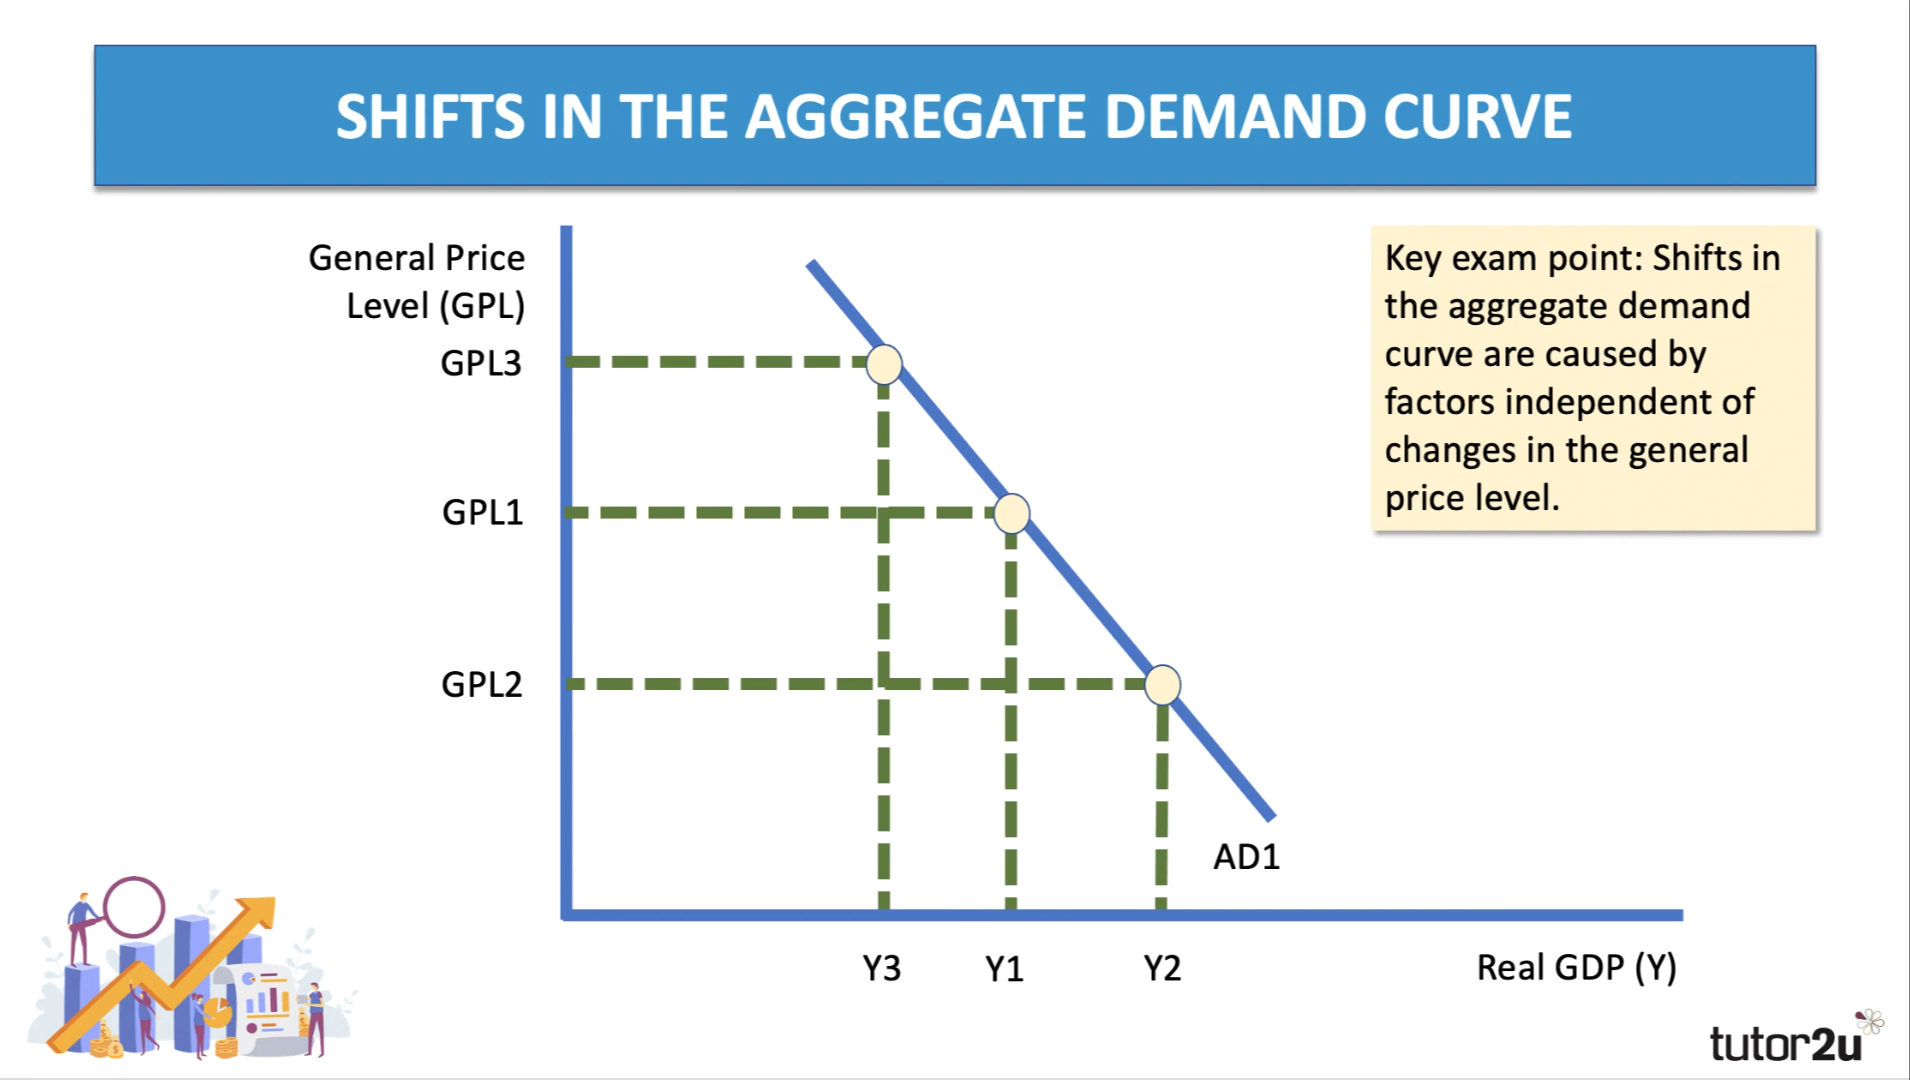 SHIFTS IN THE AGGREGATE DEMAND CURVE
General Price
Level (GPL)
GPL3
GPL1
GPL2
Key exam point: Shifts in
the aggregate demand
curve are caused by
factors independent of
changes in the general
price level.
AD1
Y3
Y1
Y2
Real GDP (Y)
tutor2u